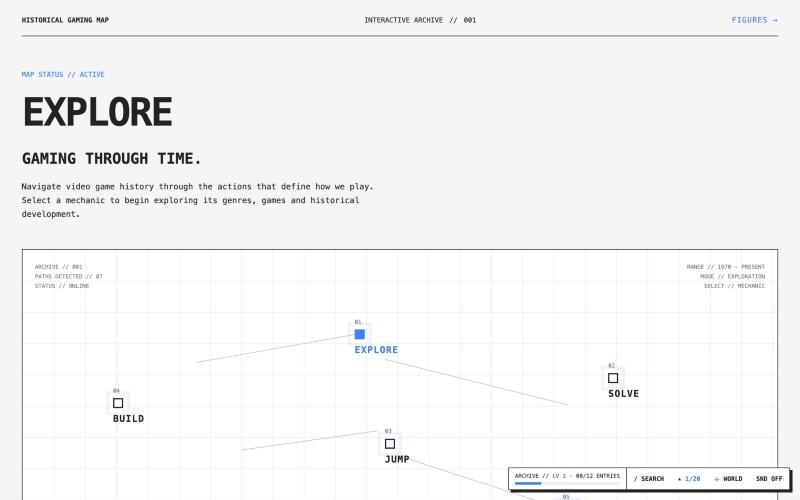 HISTORICAL GAMING MAP
INTERACTIVE ARCHIVE // 001
FIGURES →
MAP STATUS // ACTIVE
EXPLORE
GAMING THROUGH TIME.
Navigate video game history through the actions that define how we play.
Select a mechanic to begin exploring its genres, games and historical
development.
ARCHIVE // 001
PATHS DETECTED // 07
STATUS // ONLINE
RANGE // 1970 — PRESENT
MODE // EXPLORATION
SELECT // MECHANIC
01
EXPLORE
02
SOLVE
04
BUILD
03
JUMP
05
ARCHIVE // LV 1 · 00/12 ENTRIES
/ SEARCH
★ 1/20
WORLD
SND OFF